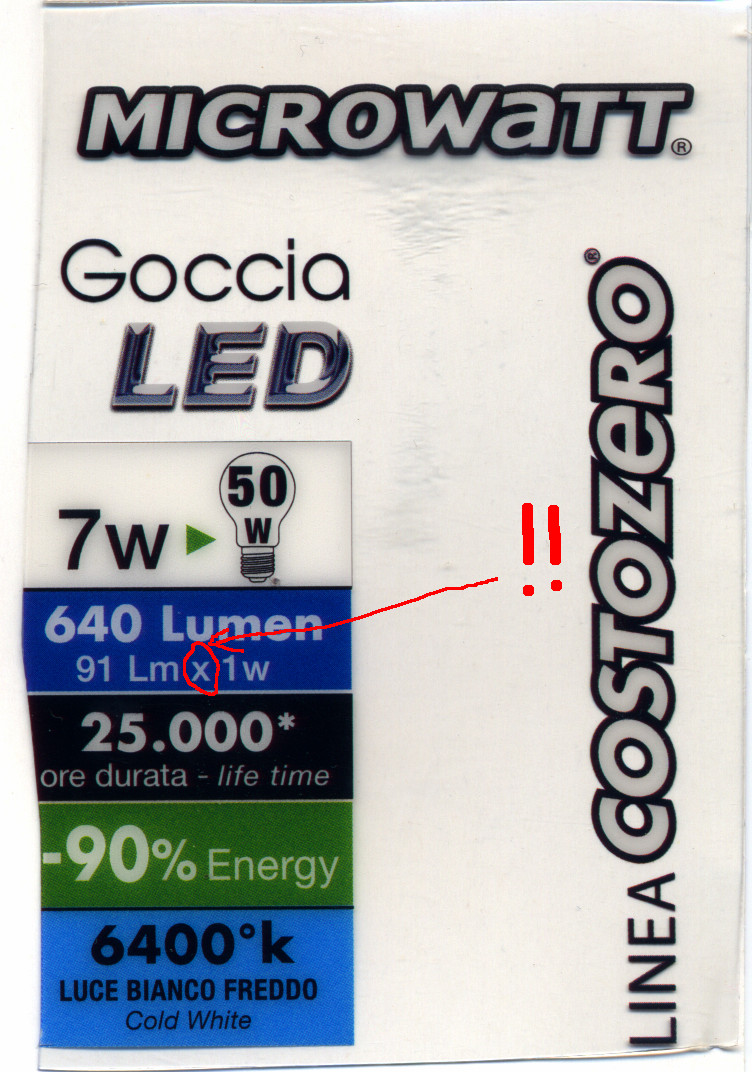 MICROWaTT®
Goccia
LED
7w ▶ 50 W
640 Lumen
91 Lm x 1w
25.000*
ore durata - life time
-90% Energy
6400°k
LUCE BIANCO FREDDO
Cold White
LINEA COSTOZeRO®
!!